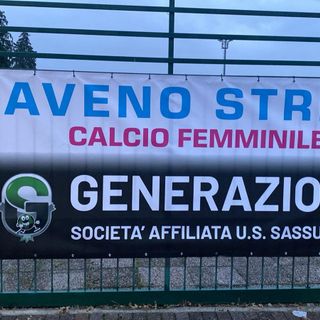 AVENO STR
CALCIO FEMMINILE
GENERAZIO
SOCIETA' AFFILIATA U.S. SASSU